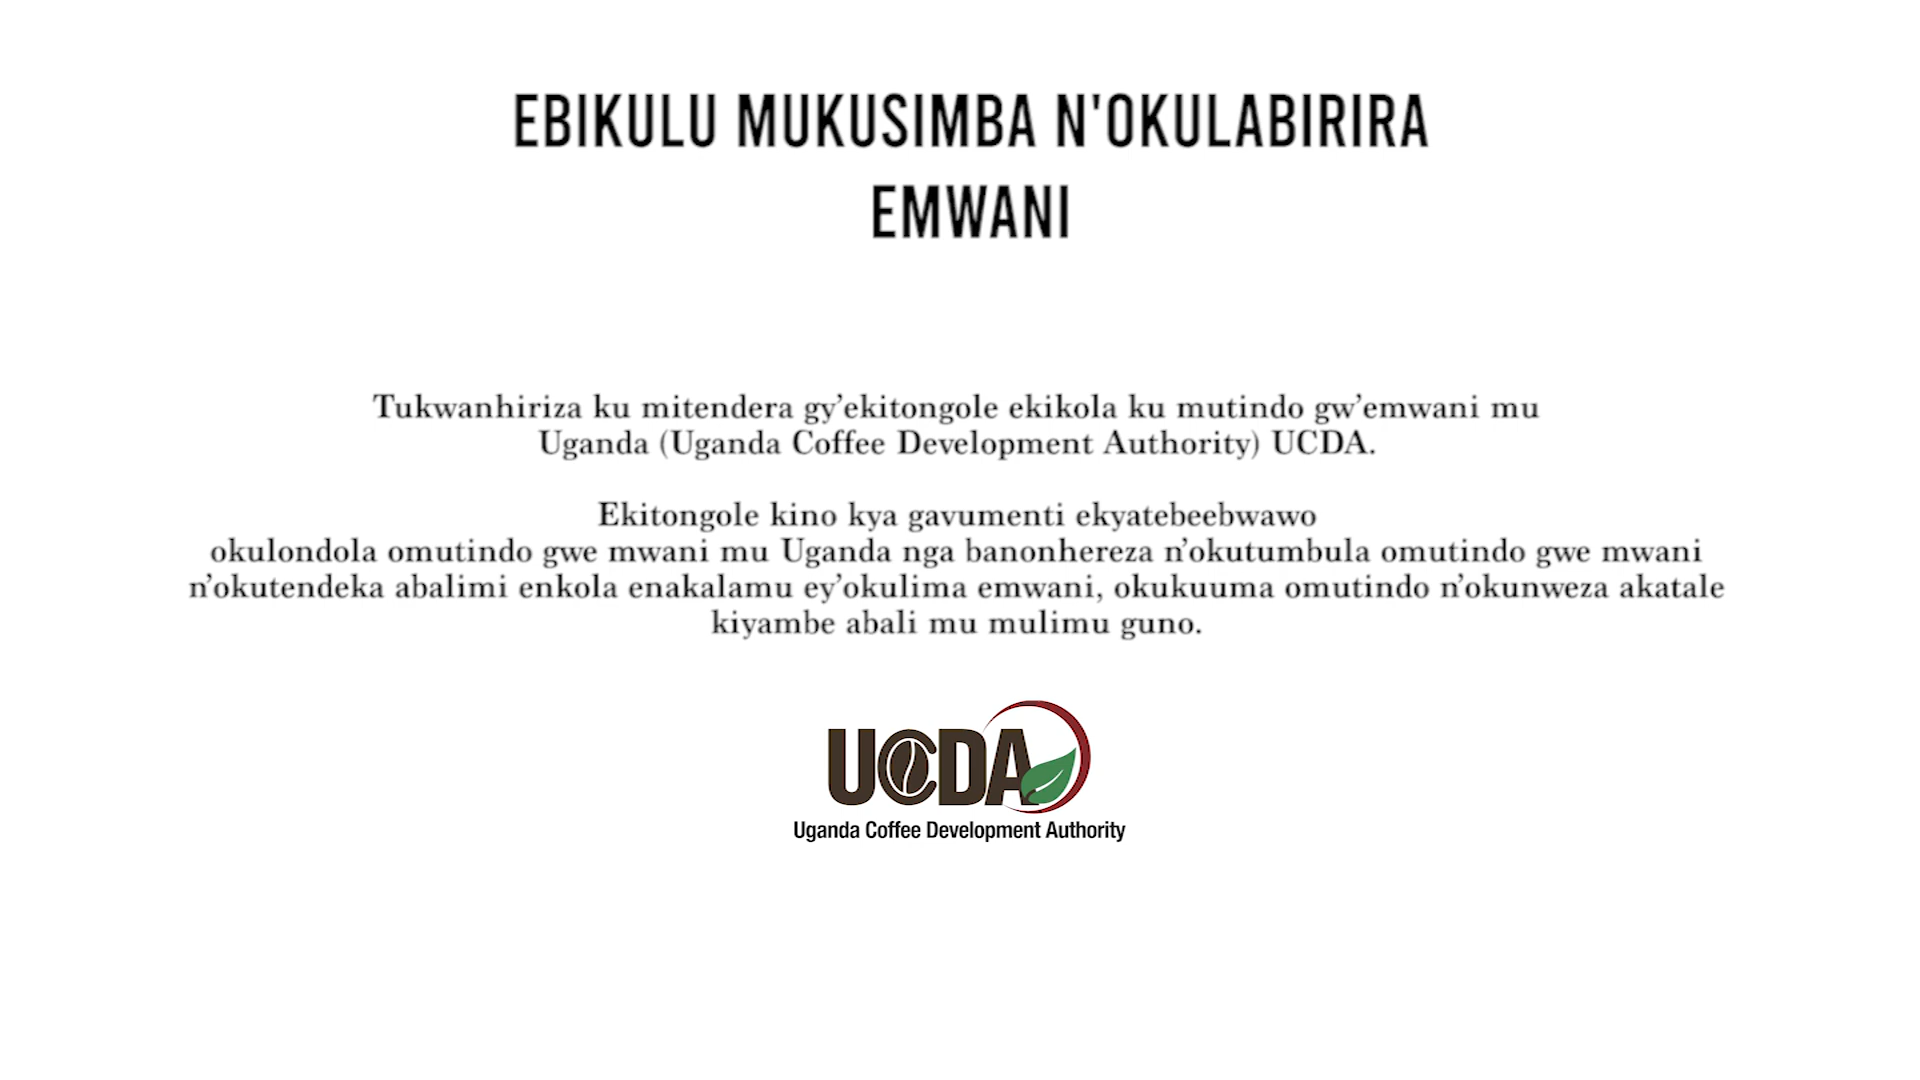 EBIKULU MUKUSIMBA N'OKULABIRIRA
EMWANI
Tukwanhiriza ku mitendera gy’ekitongole ekikola ku mutindo gw’emwani mu
Uganda (Uganda Coffee Development Authority) UCDA.
Ekitongole kino kya gavumenti ekyatebeebwawo
okulondola omutindo gwe mwani mu Uganda nga banonhereza n’okutumbula omutindo gwe mwani
n’okutendeka abalimi enkola enakalamu ey’okulima emwani, okukuuma omutindo n’okunweza akatale
kiyambe abali mu mulimu guno.
UCDA
Uganda Coffee Development Authority